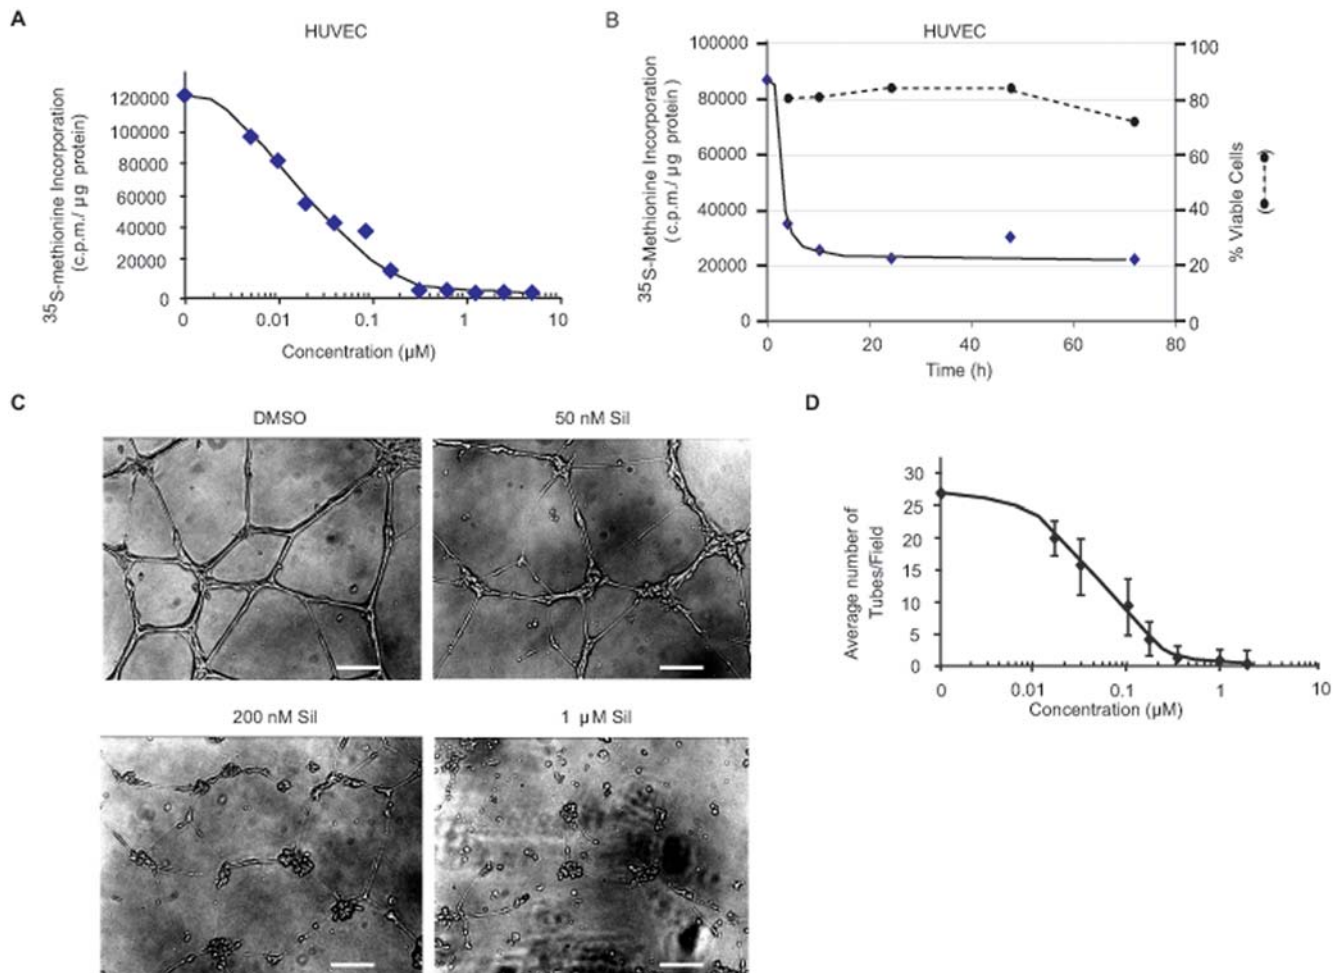 A
HUVEC
35S-methionine Incorporation
(c.p.m./ µg protein)
120000
100000
80000
60000
40000
20000
0
0 0.01 0.1 1 10
Concentration (µM)
B
HUVEC
35S-Methionine Incorporation
( c.p.m./ µg protein )
100000
80000
60000
40000
20000
0
0 20 40 60 80
Time (h)
100
80
60
40
20
0
% Viable Cells
( )
C
DMSO
50 nM Sil
200 nM Sil
1 µM Sil
D
Average number of
Tubes/Field
30
25
20
15
10
5
0
0 0.01 0.1 1 10
Concentration (µM)